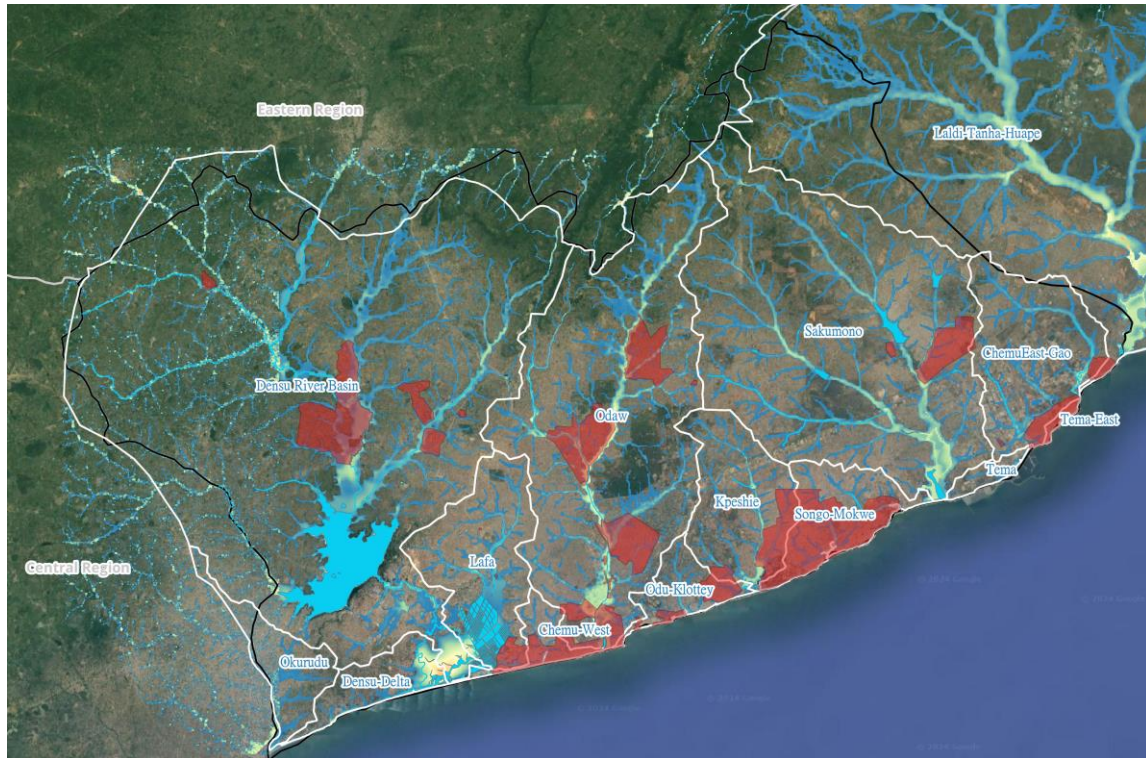 Eastern Region
Laldi-Tanha-Huape
Sakumono
ChemuEast-Gao
Densu River Basin
Odaw
Tema-East
Tema
Kpeshie
Songo-Mokwe
Lafa
Central Region
Odu-Klottey
Chemu-West
Okurudu
Densu-Delta